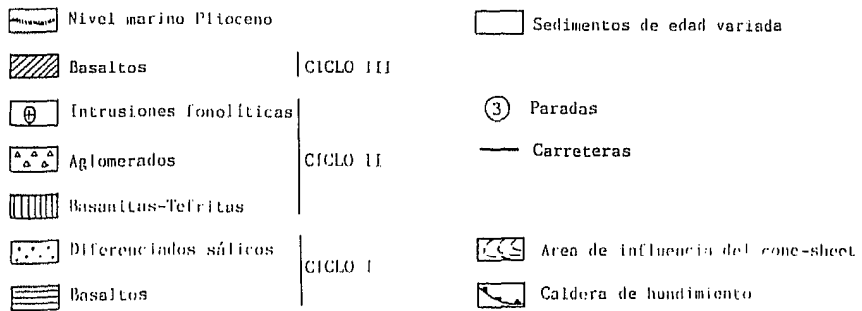 Nivel marino Plioceno
Basaltos
CICLO III
Intrusiones fonolíticas
Aglomerados
CICLO II
Basanitas-Tefritas
Diferenciados sálicos
CICLO I
Basaltos
Sedimentos de edad variada
3 Paradas
Carreteras
Area de influencia del cone-sheet
Caldera de hundimiento